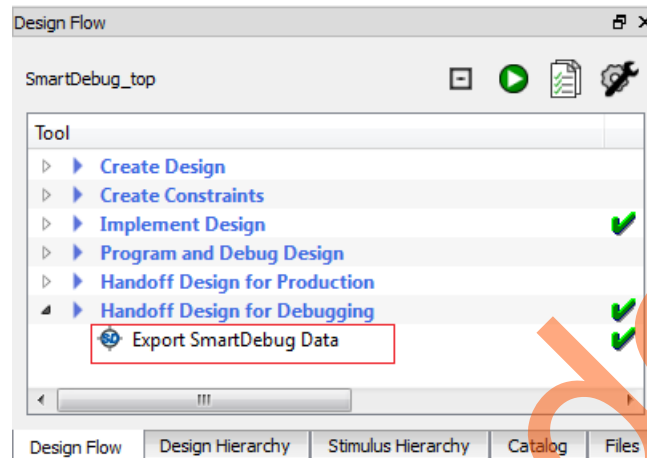 Design Flow
SmartDebug_top
Tool
Create Design
Create Constraints
Implement Design
Program and Debug Design
Handoff Design for Production
Handoff Design for Debugging
SD Export SmartDebug Data
Design Flow Design Hierarchy Stimulus Hierarchy Catalog Files